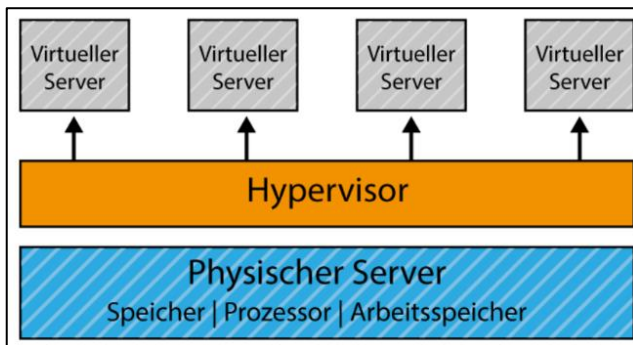 Virtueller
Server
Virtueller
Server
Virtueller
Server
Virtueller
Server
Hypervisor
Physischer Server
Speicher | Prozessor | Arbeitsspeicher